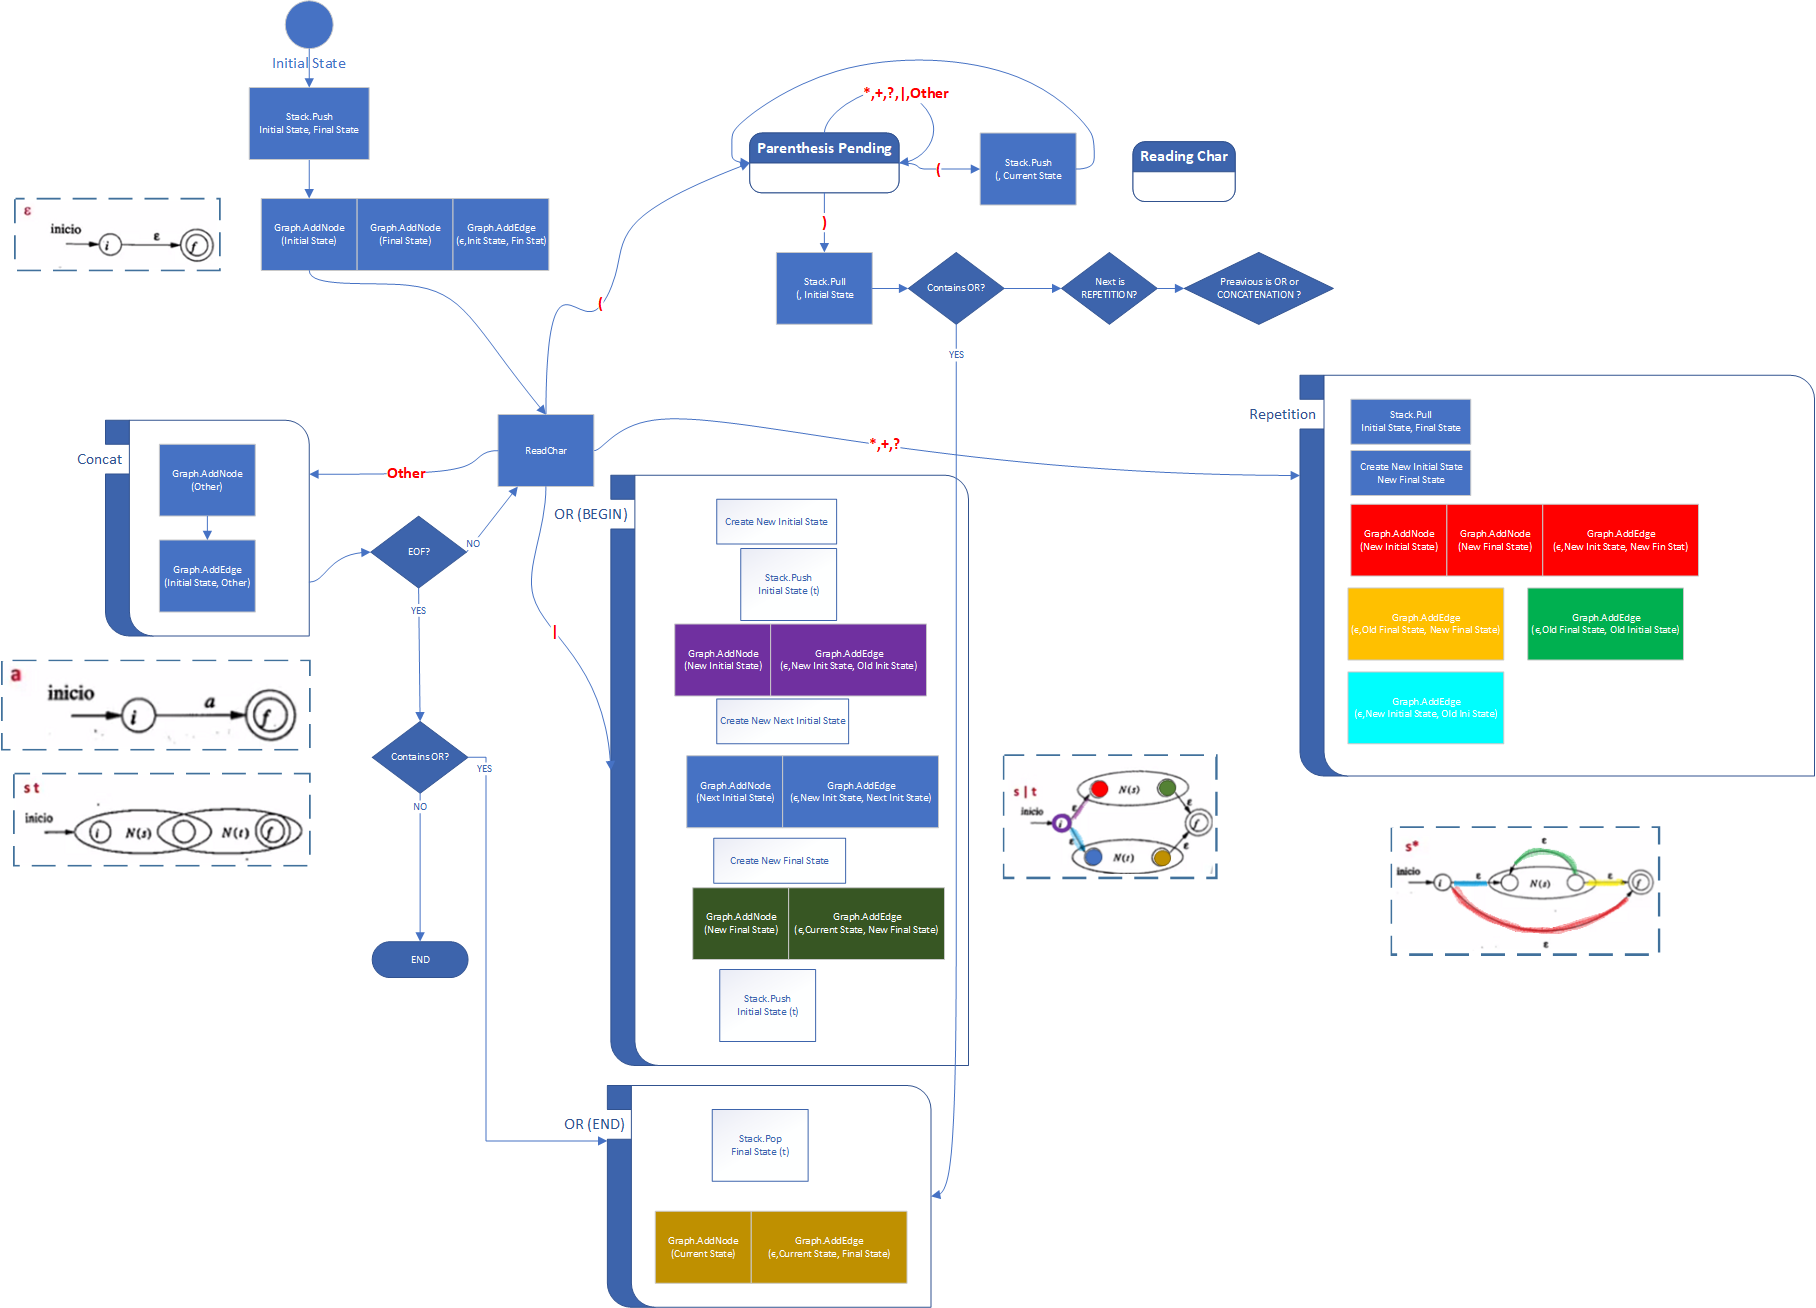 Initial State
Stack.Push
Initial State, Final State
Graph.AddNode
(Initial State)
Graph.AddNode
(Final State)
Graph.AddEdge
(ϵ,Init State, Fin Stat)
ε
inicio
i
ε
f
*,+,?,|,Other
Parenthesis Pending
(
Stack.Push
(, Current State
Reading Char
)
(
Stack.Pull
(, Initial State
Contains OR?
Next is
REPETITION?
Preavious is OR or
CONCATENATION ?
YES
ReadChar
Other
*,+,?
|
Concat
Graph.AddNode
(Other)
Graph.AddEdge
(Initial State, Other)
EOF?
NO
YES
Contains OR?
YES
NO
END
a
inicio
i
a
f
s t
inicio
i
N(s)
N(t)
f
OR (BEGIN)
Create New Initial State
Stack.Push
Initial State (t)
Graph.AddNode
(New Initial State)
Graph.AddEdge
(ϵ,New Init State, Old Init State)
Create New Next Initial State
Graph.AddNode
(Next Initial State)
Graph.AddEdge
(ϵ,New Init State, Next Init State)
Create New Final State
Graph.AddNode
(New Final State)
Graph.AddEdge
(ϵ,Current State, New Final State)
Stack.Push
Initial State (t)
OR (END)
Stack.Pop
Final State (t)
Graph.AddNode
(Current State)
Graph.AddEdge
(ϵ,Current State, Final State)
s | t
inicio
i
ε
ε
N(s)
N(t)
ε
ε
f
Repetition
Stack.Pull
Initial State, Final State
Create New Initial State
New Final State
Graph.AddNode
(New Initial State)
Graph.AddNode
(New Final State)
Graph.AddEdge
(ϵ,New Init State, New Fin Stat)
Graph.AddEdge
(ϵ,Old Final State, New Final State)
Graph.AddEdge
(ϵ,Old Final State, Old Initial State)
Graph.AddEdge
(ϵ,New Initial State, Old Ini State)
s*
inicio
i
ε
ε
N(s)
ε
f
ε